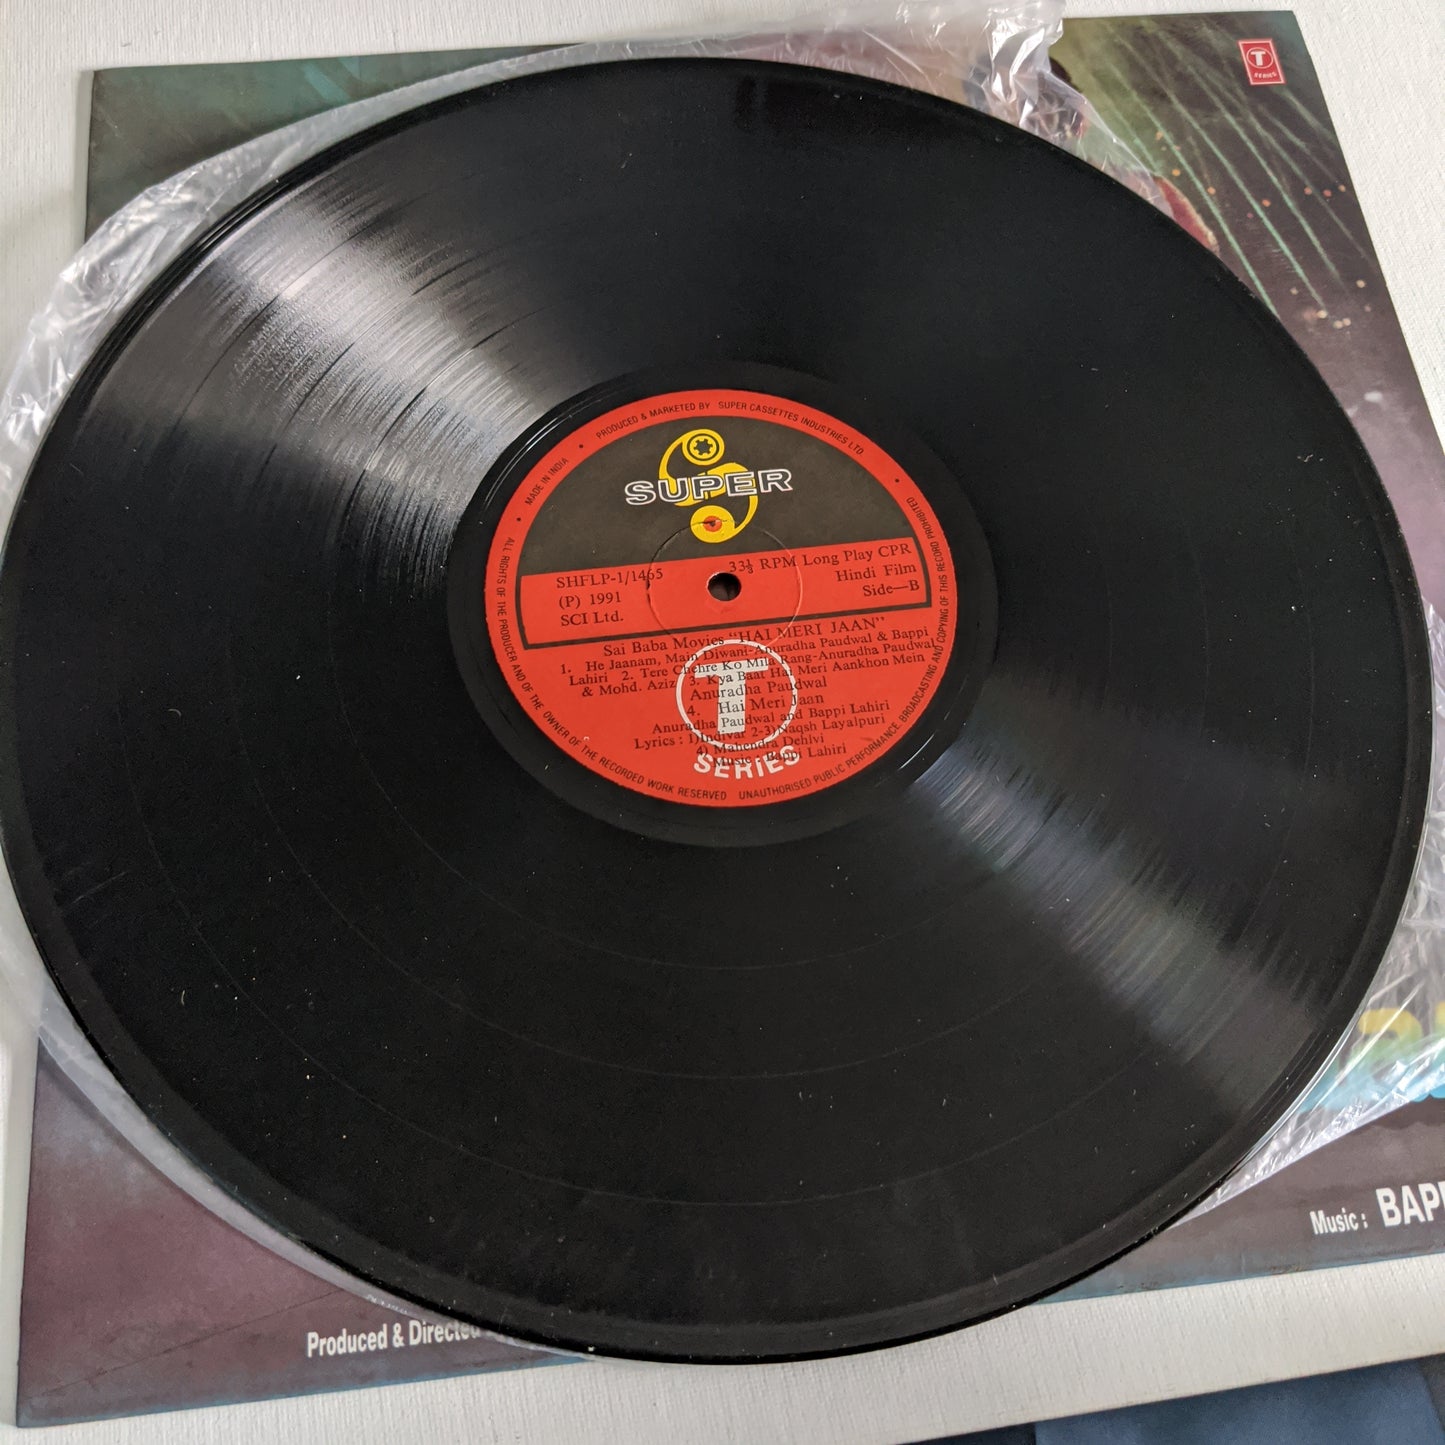 T
SERIES
PRODUCED & MARKETED BY SUPER CASSETTES INDUSTRIES LTD.
MADE IN INDIA
SUPER
SHFLP-1/1465 33⅓ RPM Long Play CPR
(P) 1991 Hindi Film
SCI Ltd. Side—B
Sai Baba Movies "HAI MERI JAAN"
1. He Jaanam, Main Diwani-Anuradha Paudwal & Bappi
Lahiri 2. Tere Chehre Ko Mila Rang-Anuradha Paudwal
& Mohd. Aziz 3. Kya Baat Hai Meri Aankhon Mein
Anuradha Paudwal
4. Hai Meri Jaan
Anuradha Paudwal and Bappi Lahiri
Lyrics : 1)Indivar 2-3)Naqsh Layalpuri
4) Mahendra Dehlvi
Music : Bappi Lahiri
T
SERIES
ALL RIGHTS OF THE PRODUCER AND OF THE OWNER OF THE RECORDED WORK RESERVED
UNAUTHORISED PUBLIC PERFORMANCE, BROADCASTING AND COPYING OF THIS RECORD PROHIBITED
Music : BAPP
Produced & Directed